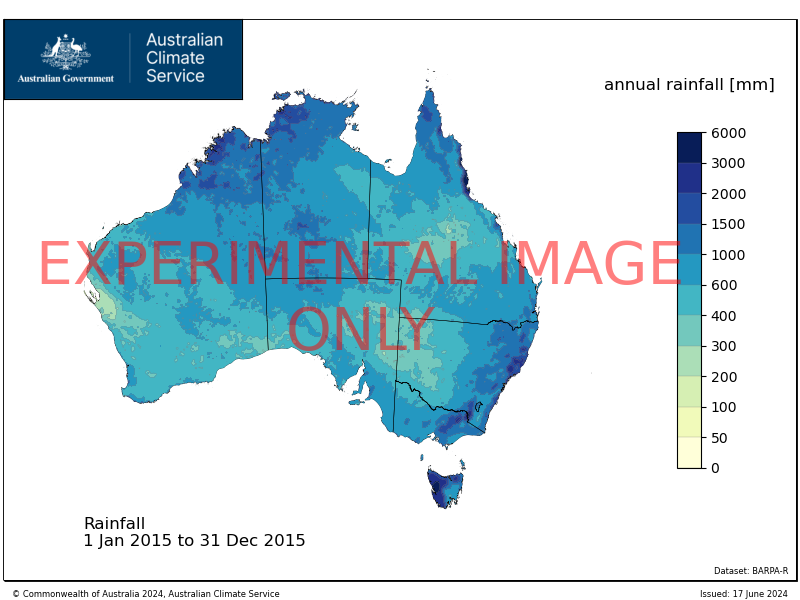 Australian Government
Australian
Climate
Service
annual rainfall [mm]
6000
3000
2000
1500
1000
600
400
300
200
100
50
0
EXPERIMENTAL IMAGE
ONLY
Rainfall
1 Jan 2015 to 31 Dec 2015
Dataset: BARPA-R
© Commonwealth of Australia 2024, Australian Climate Service
Issued: 17 June 2024